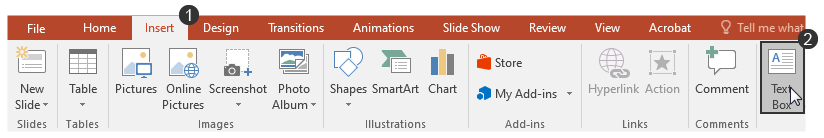 File Home Insert 1 Design Transitions Animations Slide Show Review View Acrobat Tell me what
2
New Slide
Table
Pictures
Online Pictures
Screenshot
Photo Album
Shapes
SmartArt
Chart
Store
My Add-ins
Hyperlink
Action
Comment
A
Text Box
Slides Tables Images Illustrations Add-ins Links Comments